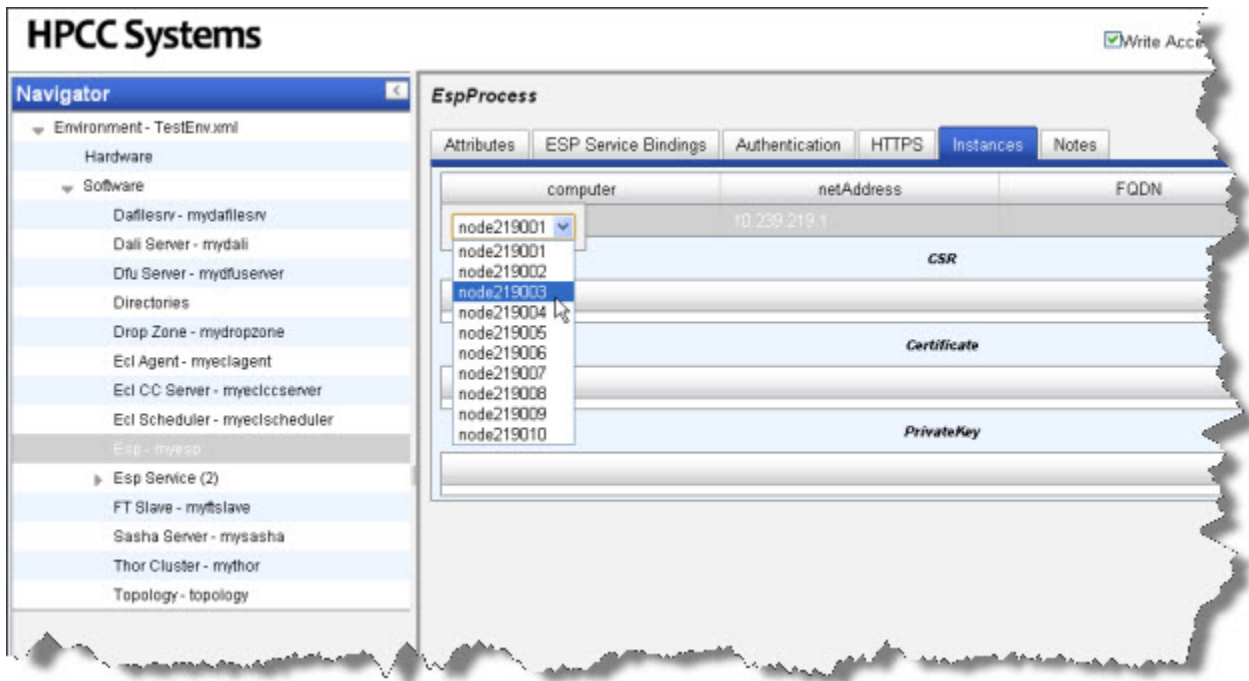 HPCC Systems
Write Acce
Navigator
Environment - TestEnv.xml
Hardware
Software
Dafilesrv - mydafilesrv
Dali Server - mydali
Dfu Server - mydfuserver
Directories
Drop Zone - mydropzone
Ecl Agent - myeclagent
Ecl CC Server - myeclccserver
Ecl Scheduler - myeclscheduler
Esp - myesp
Esp Service (2)
FT Slave - myftslave
Sasha Server - mysasha
Thor Cluster - mythor
Topology - topology
EspProcess
Attributes ESP Service Bindings Authentication HTTPS Instances Notes
computer netAddress FQDN
node219001 10.239.219.1
node219001
node219002
node219003
node219004
node219005
node219006
node219007
node219008
node219009
node219010
CSR
Certificate
PrivateKey